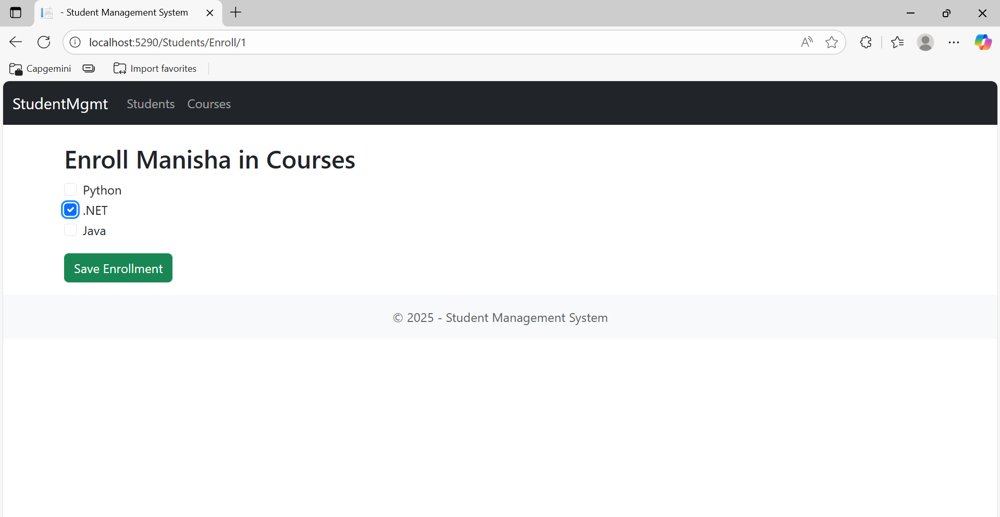 - Student Management System
localhost:5290/Students/Enroll/1
Capgemini
Import favorites
StudentMgmt Students Courses
Enroll Manisha in Courses
Python
.NET
Java
Save Enrollment
© 2025 - Student Management System